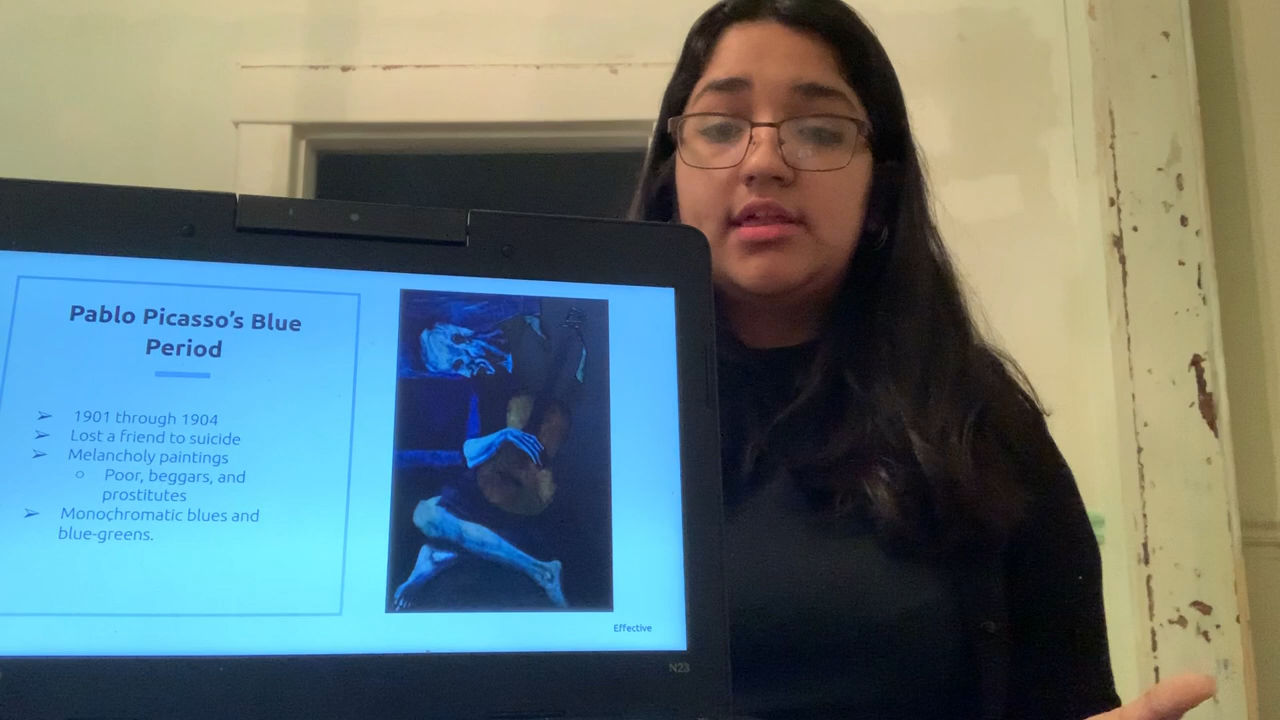 Pablo Picasso's Blue
Period
➢ 1901 through 1904
➢ Lost a friend to suicide
➢ Melancholy paintings
○ Poor, beggars, and
prostitutes
➢ Monochromatic blues and
blue-greens.
Effective
N23